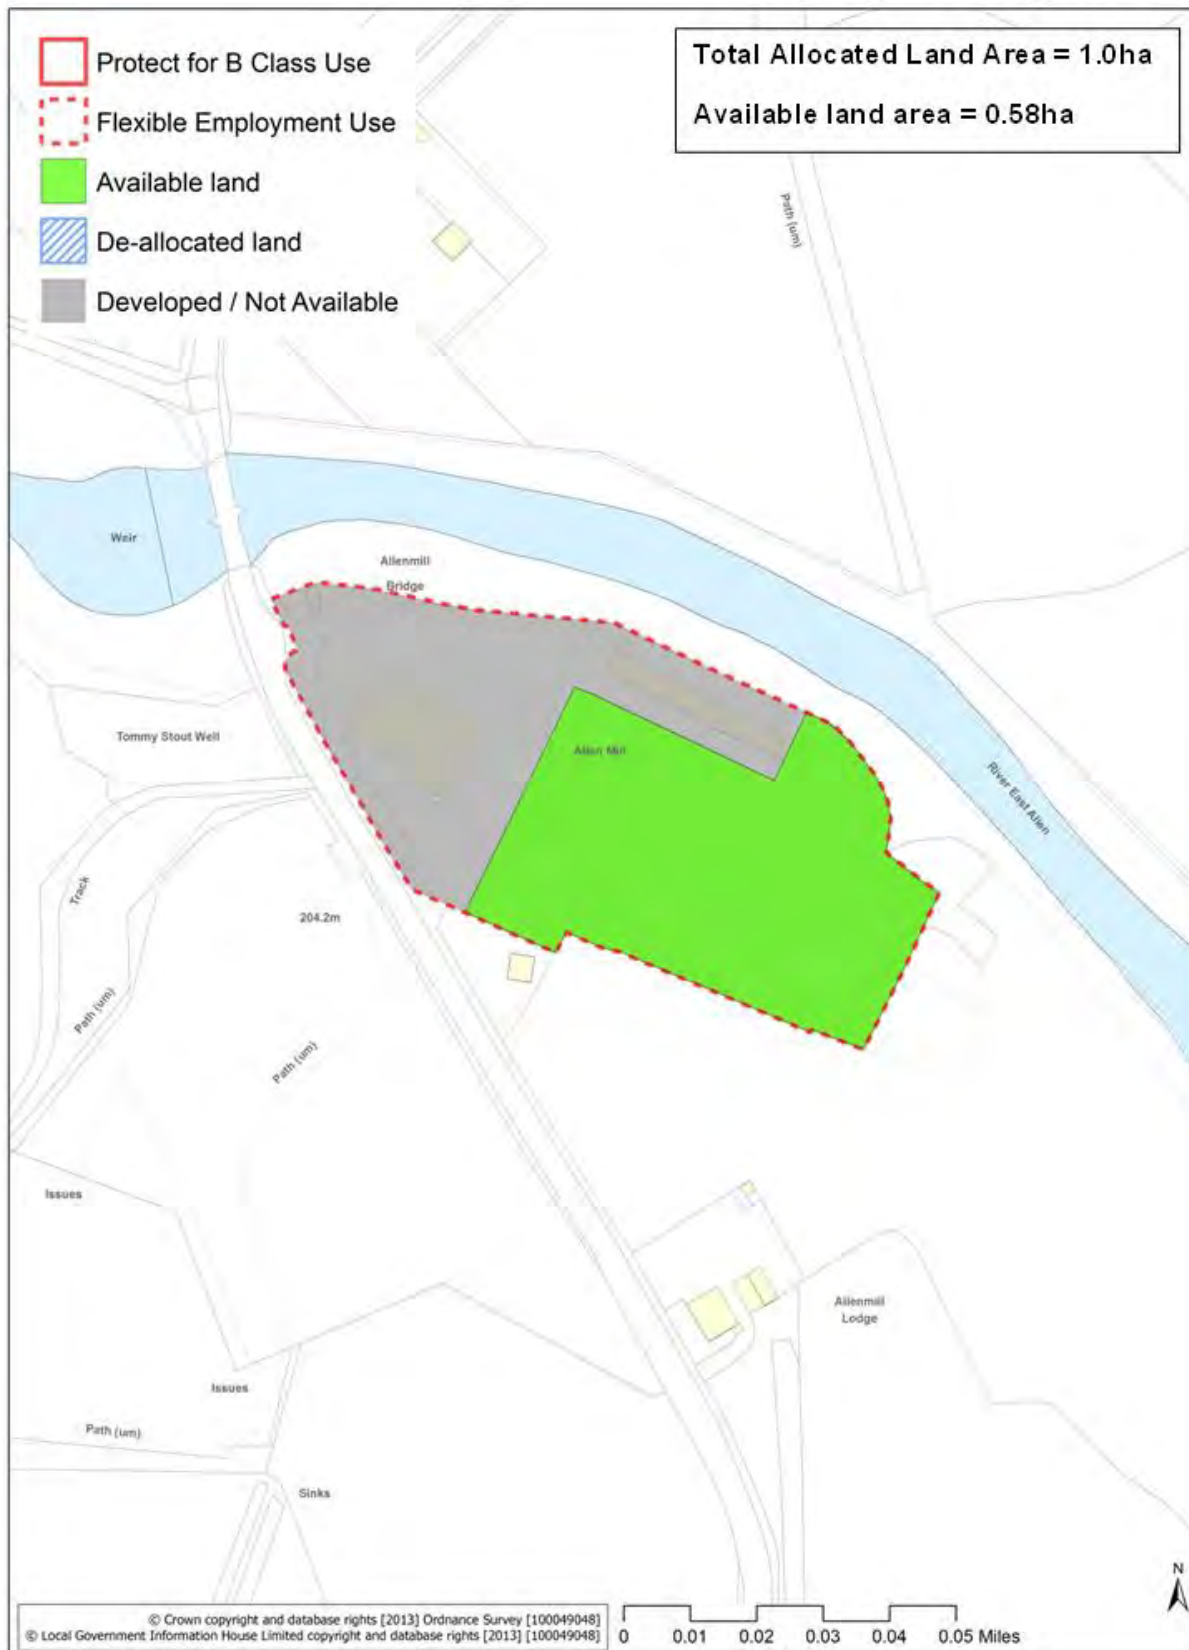 Protect for B Class Use
Flexible Employment Use
Available land
De-allocated land
Developed / Not Available
Total Allocated Land Area = 1.0ha
Available land area = 0.58ha
Path (um)
Weir
Allenmill
Bridge
Tommy Stout Well
Allen Mill
River East Allen
Track
204.2m
Path (um)
Path (um)
Issues
Allenmill
Lodge
Issues
Path (um)
Sinks
N
© Crown copyright and database rights [2013] Ordnance Survey [100049048]
© Local Government Information House Limited copyright and database rights [2013] [100049048]
0 0.01 0.02 0.03 0.04 0.05 Miles